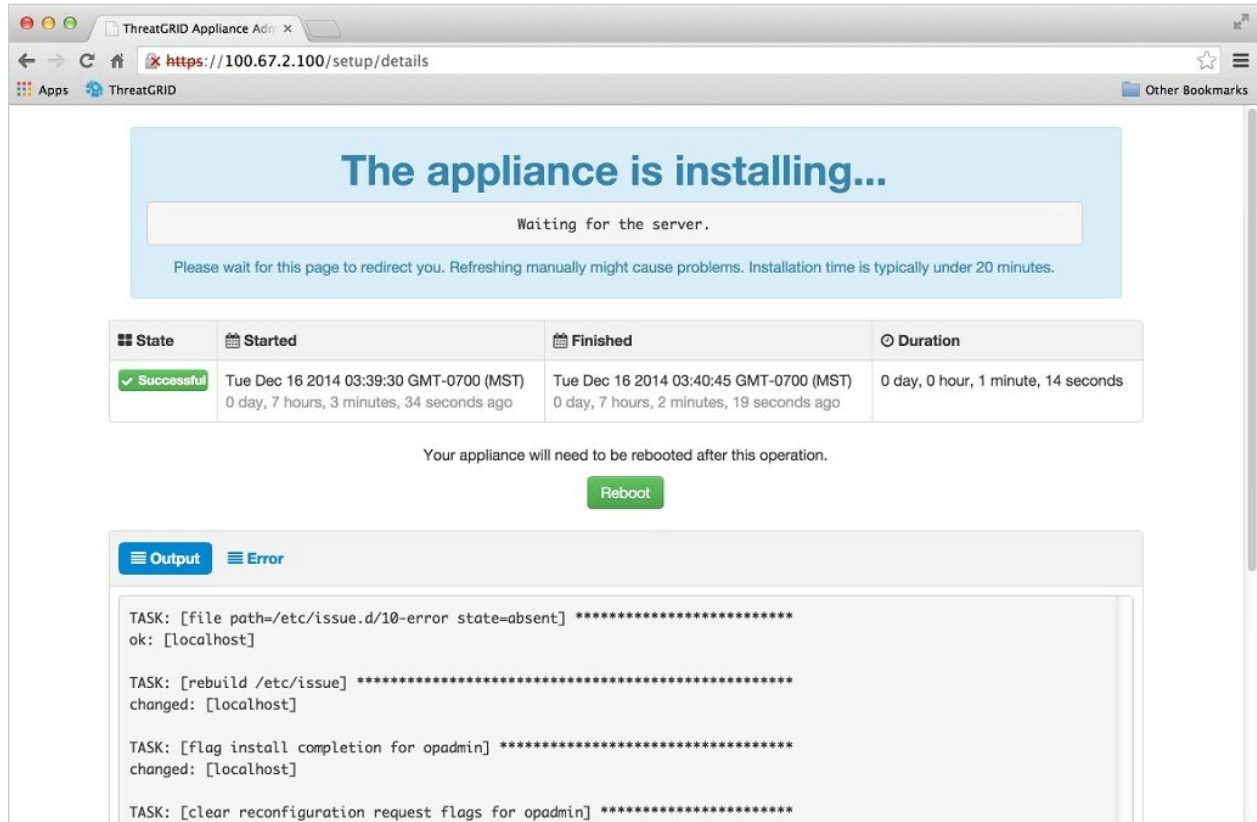 ThreatGRID Appliance Adn
https://100.67.2.100/setup/details
Apps ThreatGRID Other Bookmarks
The appliance is installing...
Waiting for the server.
Please wait for this page to redirect you. Refreshing manually might cause problems. Installation time is typically under 20 minutes.
State Started Finished Duration
Successful Tue Dec 16 2014 03:39:30 GMT-0700 (MST) Tue Dec 16 2014 03:40:45 GMT-0700 (MST) 0 day, 0 hour, 1 minute, 14 seconds
0 day, 7 hours, 3 minutes, 34 seconds ago 0 day, 7 hours, 2 minutes, 19 seconds ago
Your appliance will need to be rebooted after this operation.
Reboot
Output Error
TASK: [file path=/etc/issue.d/10-error state=absent] **************************
ok: [localhost]
TASK: [rebuild /etc/issue] ****************************************************
changed: [localhost]
TASK: [flag install completion for opadmin] ***********************************
changed: [localhost]
TASK: [clear reconfiguration request flags for opadmin] ***********************